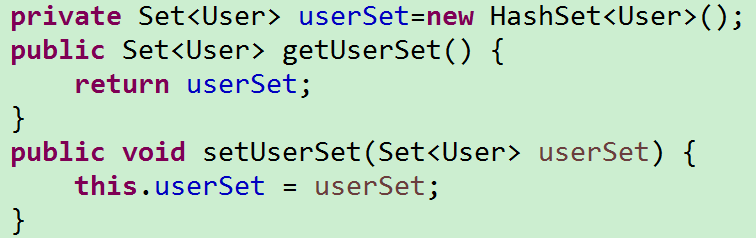 private Set<User> userSet=new HashSet<User>();
public Set<User> getUserSet() {
    return userSet;
}
public void setUserSet(Set<User> userSet) {
    this.userSet = userSet;
}